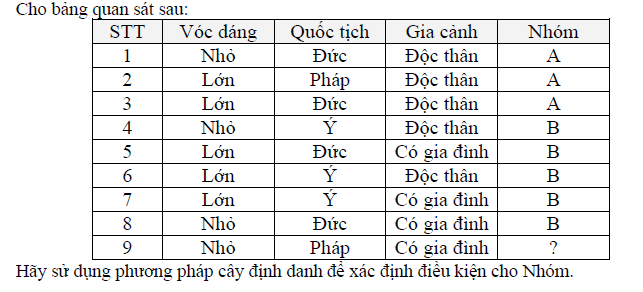 Cho bảng quan sát sau:
STT Vóc dáng Quốc tịch Gia cảnh Nhóm
1 Nhỏ Đức Độc thân A
2 Lớn Pháp Độc thân A
3 Lớn Đức Độc thân A
4 Nhỏ Ý Độc thân B
5 Lớn Đức Có gia đình B
6 Lớn Ý Độc thân B
7 Lớn Ý Có gia đình B
8 Nhỏ Đức Có gia đình B
9 Nhỏ Pháp Có gia đình ?
Hãy sử dụng phương pháp cây định danh để xác định điều kiện cho Nhóm.